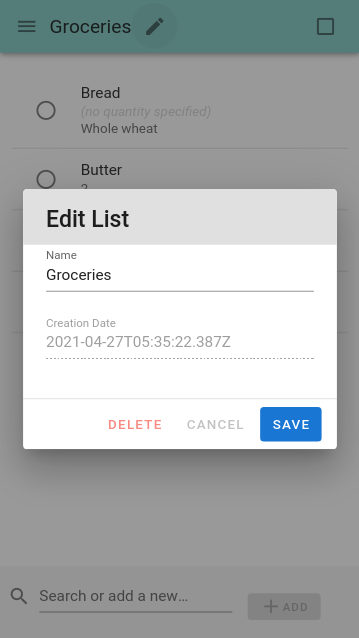 Groceries
Bread
(no quantity specified)
Whole wheat
Butter
Edit List
Name
Groceries
Creation Date
2021-04-27T05:35:22.387Z
DELETE CANCEL SAVE
Search or add a new...
ADD